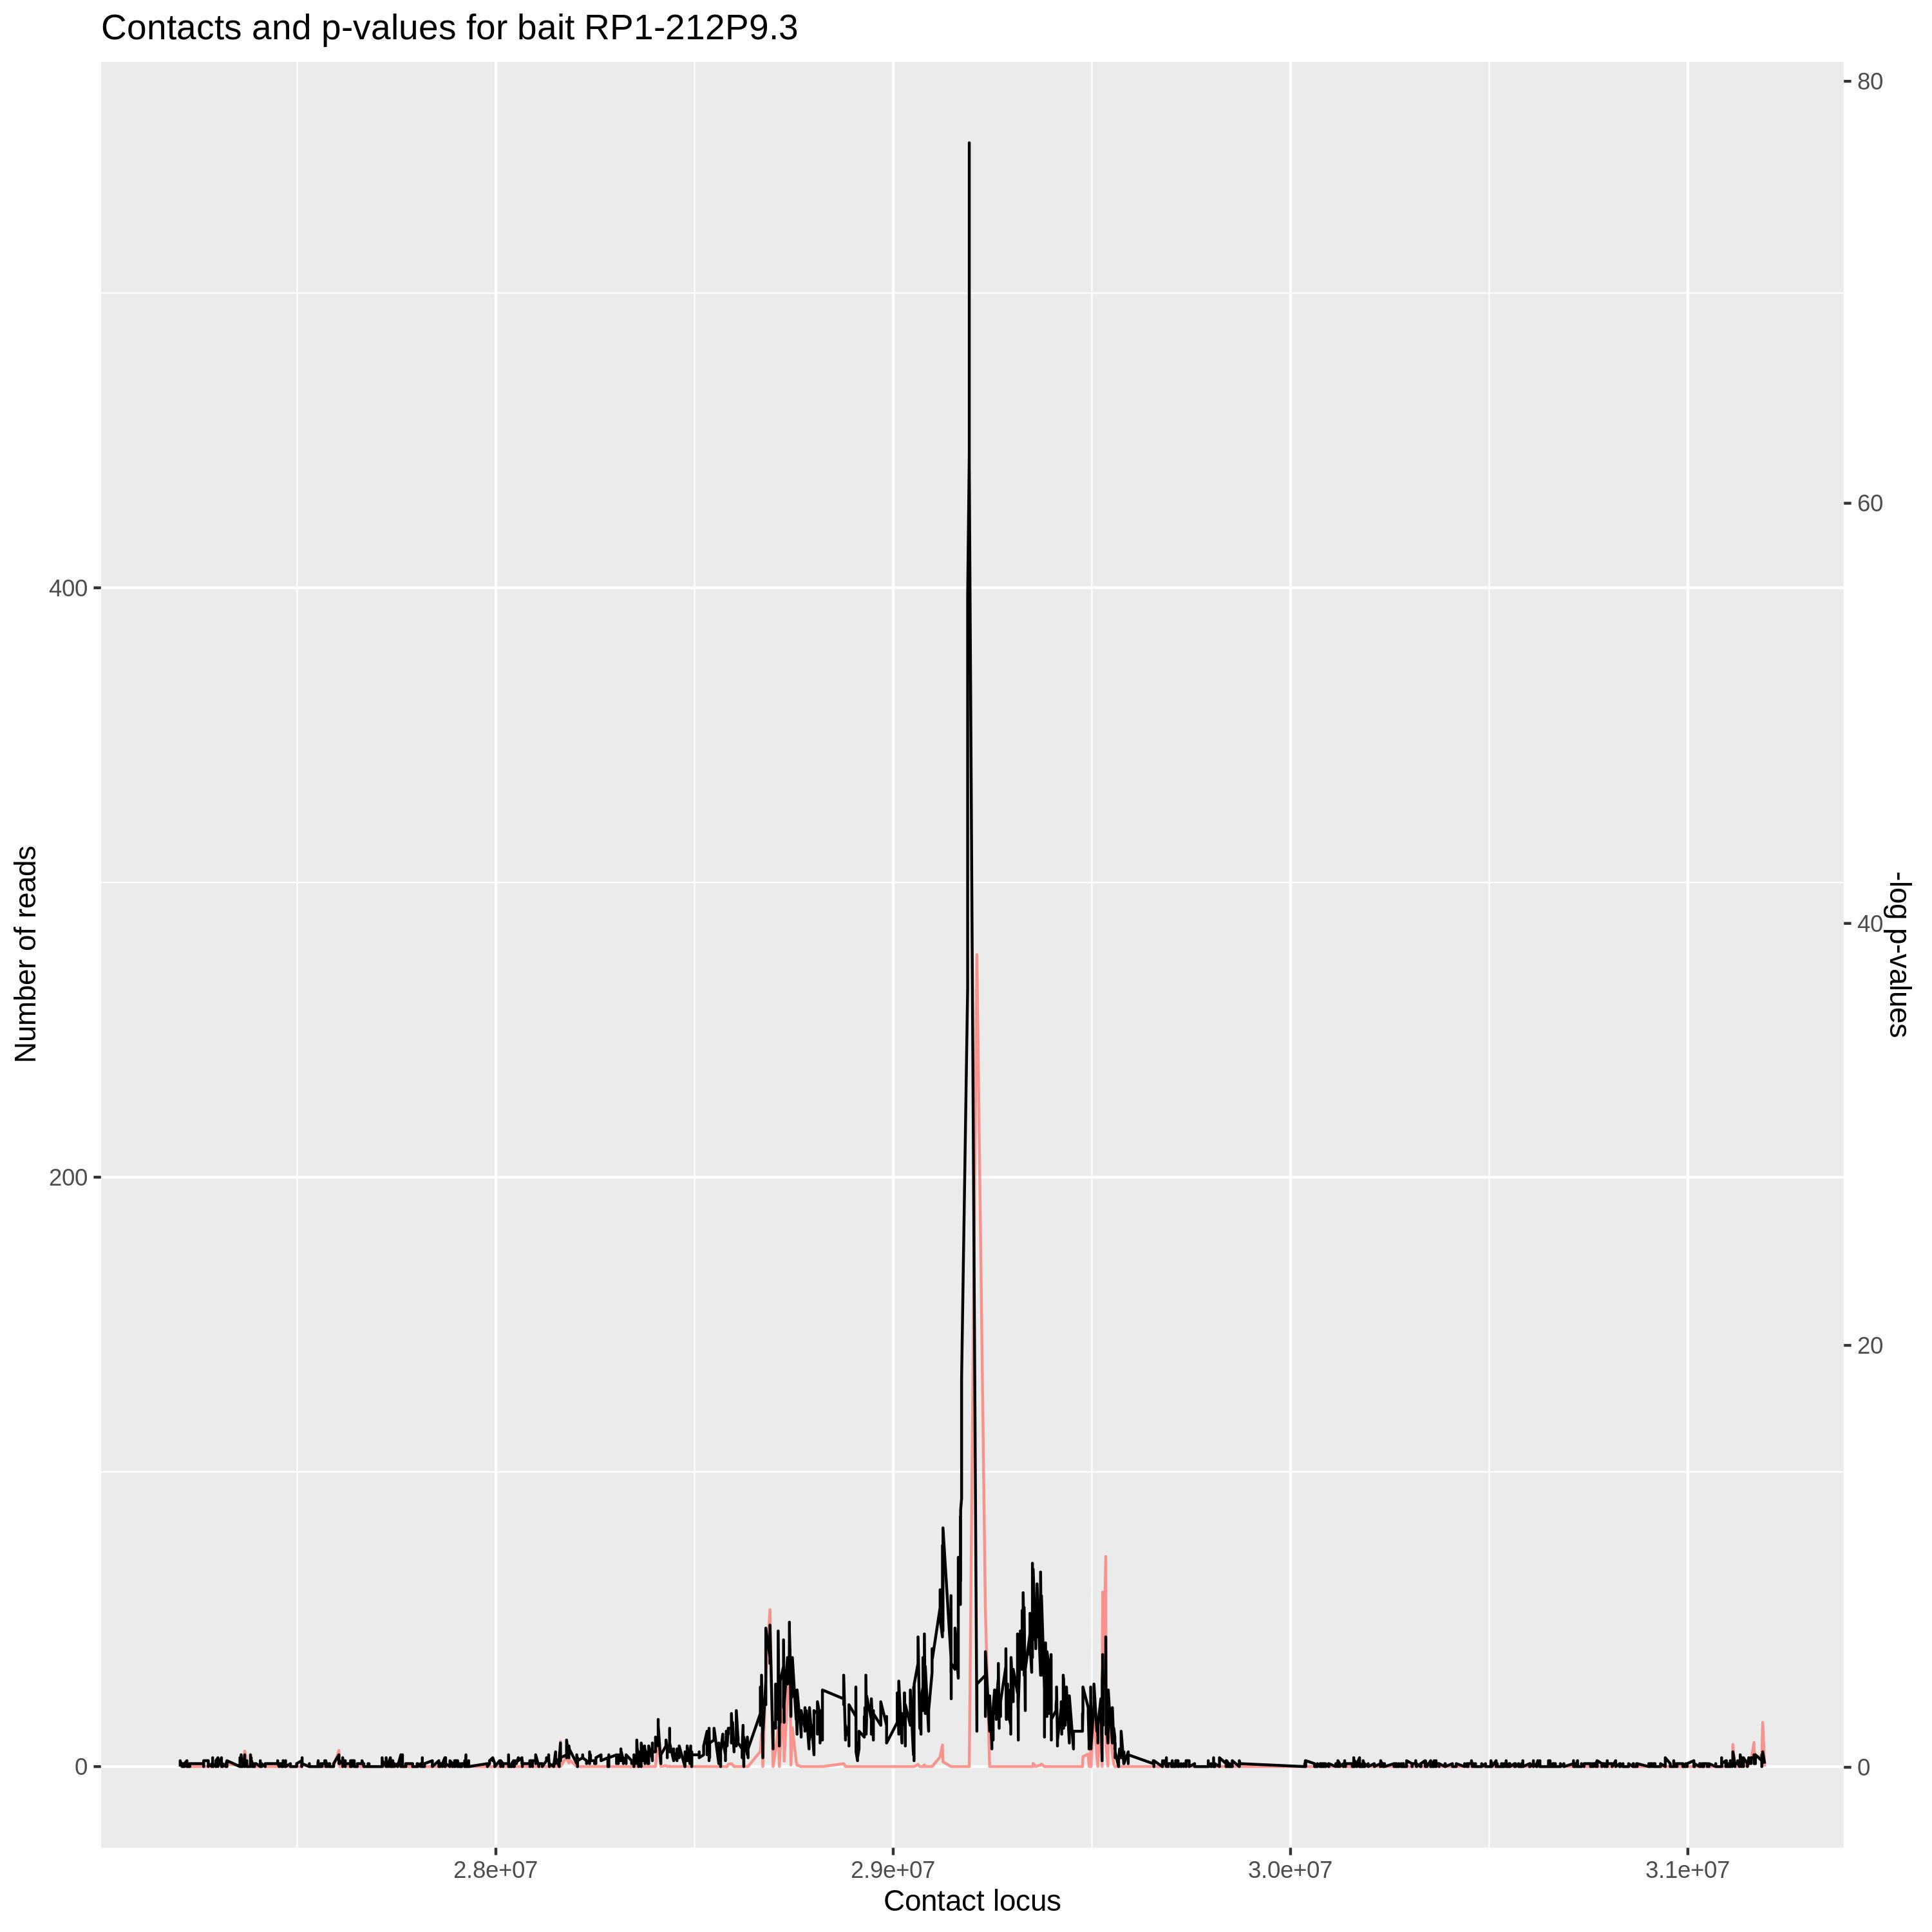 Contacts and p-values for bait RP1-212P9.3
80
60
400
40
Number of reads
-log p-values
200
20
0
0
2.8e+07
2.9e+07
3.0e+07
3.1e+07
Contact locus